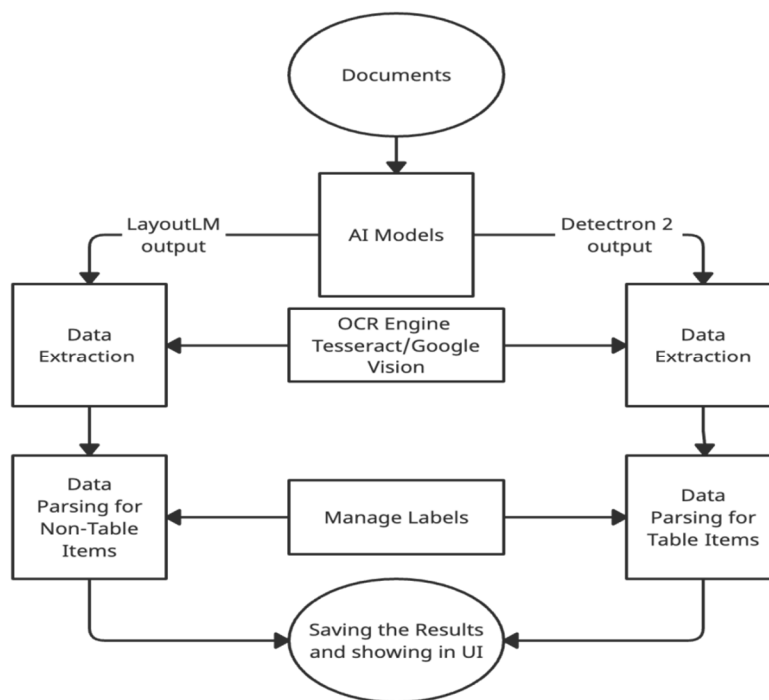 Documents
LayoutLM
output
AI Models
Detectron 2
output
Data
Extraction
OCR Engine
Tesseract/Google
Vision
Data
Extraction
Data
Parsing for
Non-Table
Items
Manage Labels
Data
Parsing for
Table Items
Saving the Results
and showing in UI